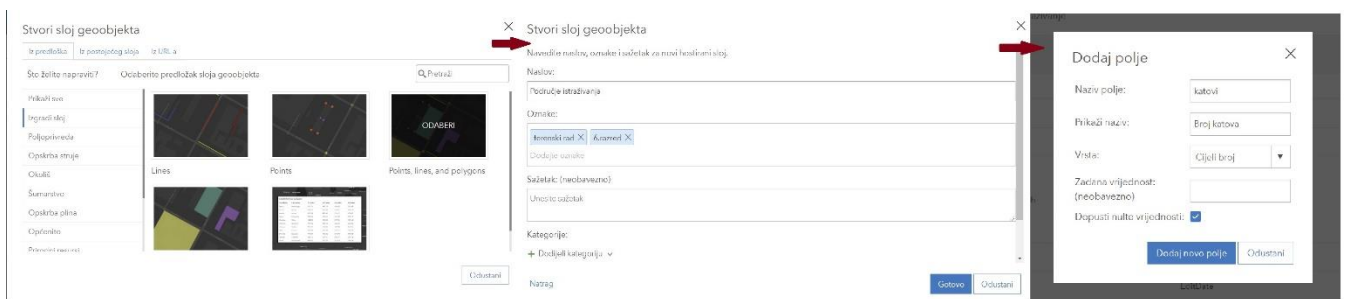 Stvori sloj geoobjekta
Iz predloška Iz postojećeg sloja Iz URL-a
Što želite napraviti? Odaberite predložak sloja geoobjekta
Pretraži
Prikaži sve
Izgradi sloj
Poljoprivreda
Opskrba struje
Okoliš
Šumarstvo
Opskrba plina
Općenito
ODABERI
Lines
Points
Points, lines, and polygons
Odustani
Stvori sloj geoobjekta
Navedite naslov, oznake i sažetak za novi hostirani sloj.
Naslov:
Područje istraživanja
Oznake:
terenski rad 6.razred
Dodajte oznake
Sažetak: (neobavezno)
Unesite sažetak
Kategorije:
+ Dodijeli kategoriju
Natrag
Gotovo Odustani
Dodaj polje
Naziv polje: katovi
Prikaži naziv: Broj katova
Vrsta: Cijeli broj
Zadana vrijednost:
(neobavezno)
Dopusti nulte vrijednosti:
Dodaj novo polje Odustani
EditData